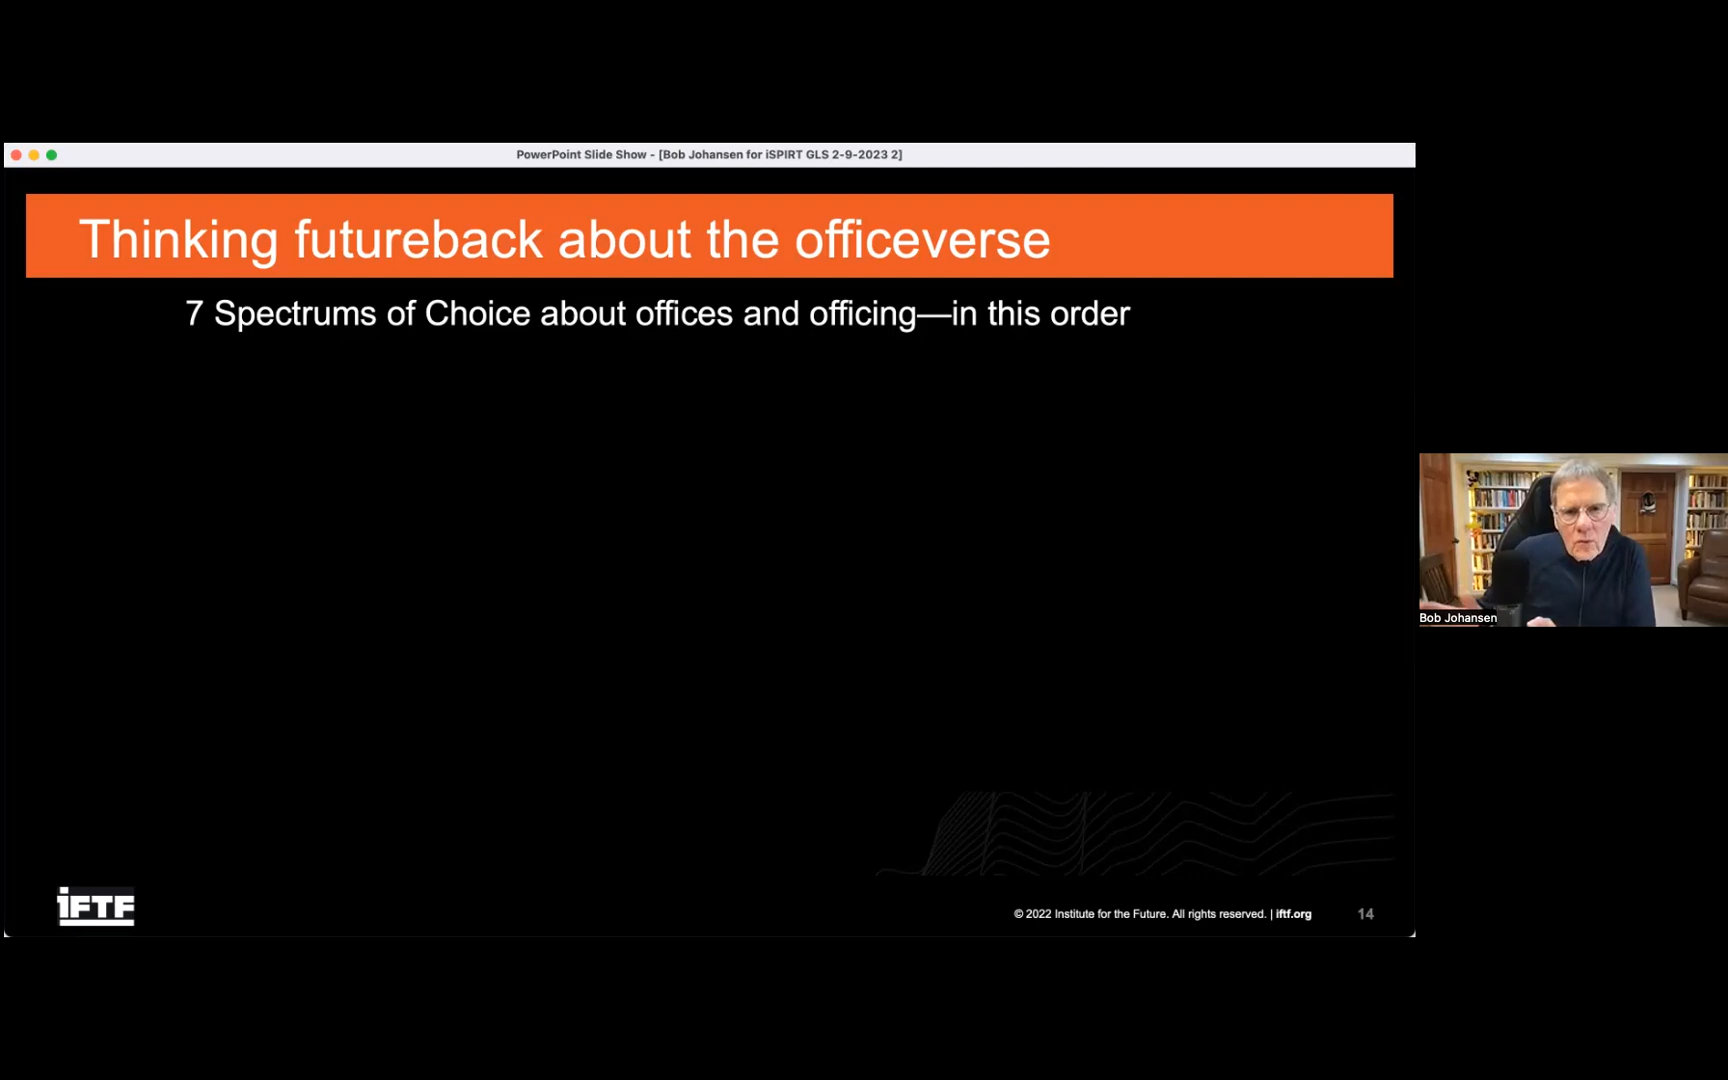 PowerPoint Slide Show - [Bob Johansen for iSPIRT GLS 2-9-2023 2]
Thinking futureback about the officeverse
7 Spectrums of Choice about offices and officing—in this order
Bob Johansen
iFTF
© 2022 Institute for the Future. All rights reserved. | iftf.org
14